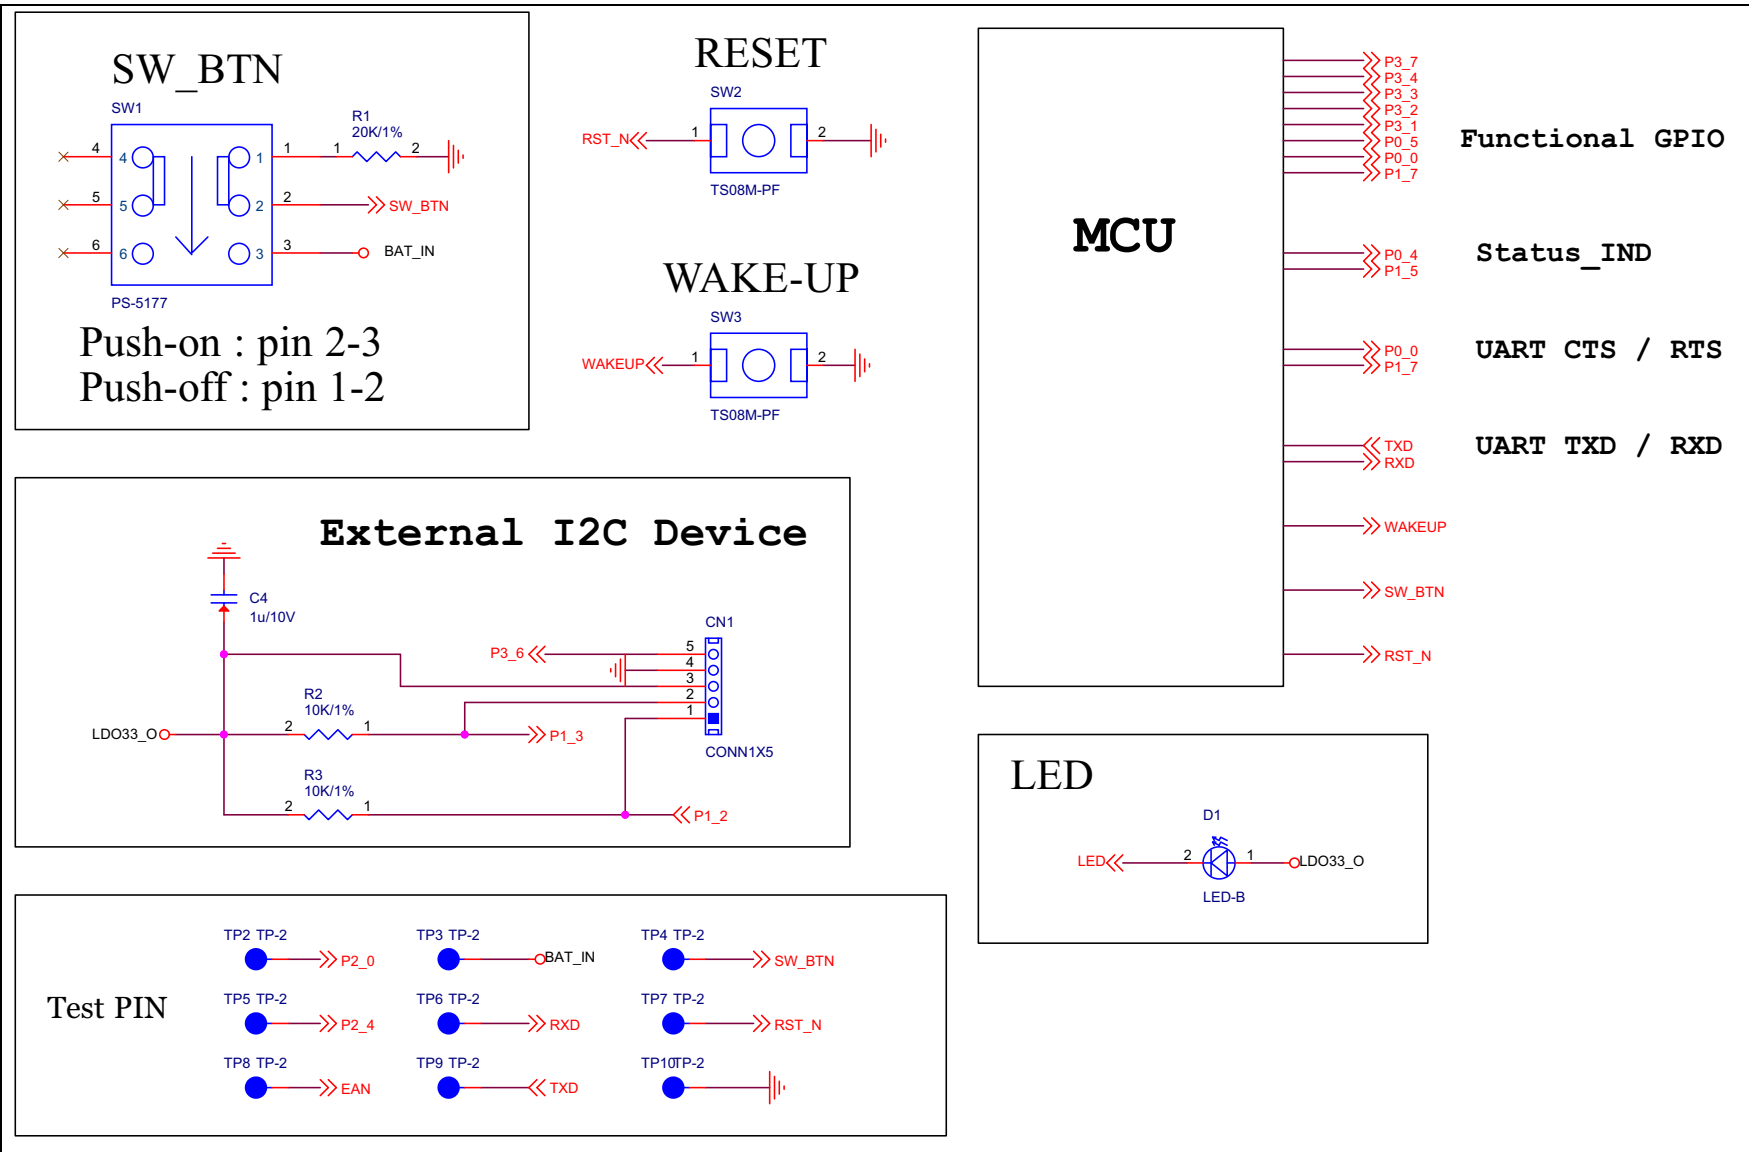 SW_BTN
SW1
R1
20K/1%
4 4 1 1 1 2
5 5 2 2 SW_BTN
6 6 3 3 BAT_IN
PS-5177
Push-on : pin 2-3
Push-off : pin 1-2
RESET
SW2
RST_N 1 2
TS08M-PF
WAKE-UP
SW3
WAKEUP 1 2
TS08M-PF
MCU
P3_7
P3_4
P3_3
P3_2
P3_1
P0_5
P0_0
P1_7
Functional GPIO
P0_4
P1_5
Status_IND
P0_0
P1_7
UART CTS / RTS
TXD
RXD
UART TXD / RXD
WAKEUP
SW_BTN
RST_N
External I2C Device
C4
1u/10V
CN1
P3_6 5
4
3
2
1
CONN1X5
R2
10K/1%
LDO33_O 2 1 P1_3
R3
10K/1%
2 1 P1_2
LED
D1
LED 2 1 LDO33_O
LED-B
Test PIN
TP2 TP-2 P2_0
TP3 TP-2 BAT_IN
TP4 TP-2 SW_BTN
TP5 TP-2 P2_4
TP6 TP-2 RXD
TP7 TP-2 RST_N
TP8 TP-2 EAN
TP9 TP-2 TXD
TP10TP-2